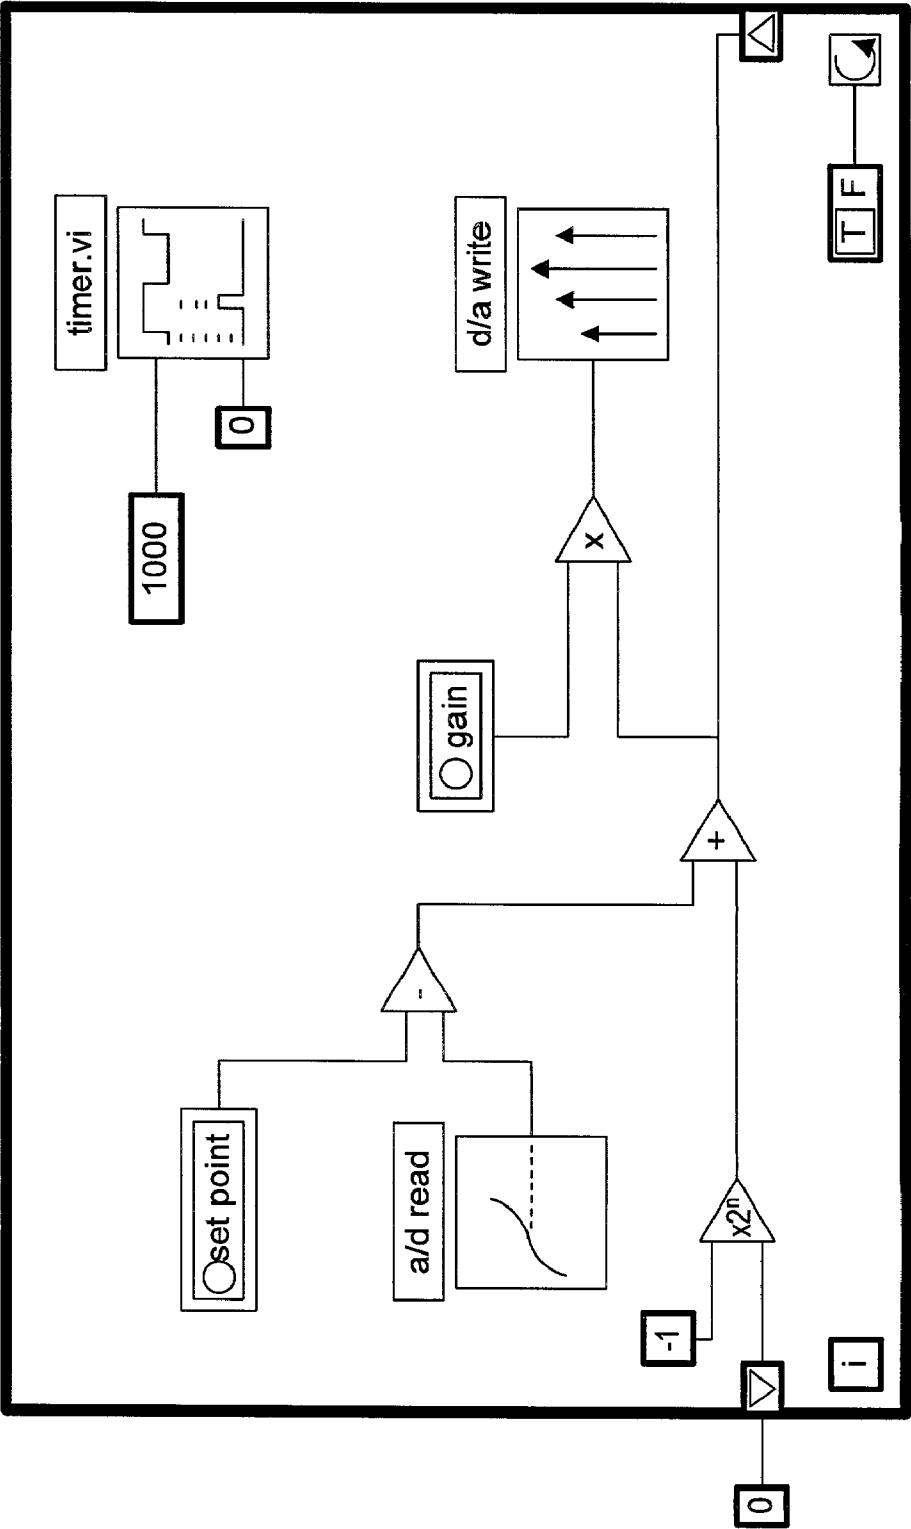 timer.vi
1000
0
set point
a/d read
-
gain
x
d/a write
+
-1
x2ⁿ
0
i
T F